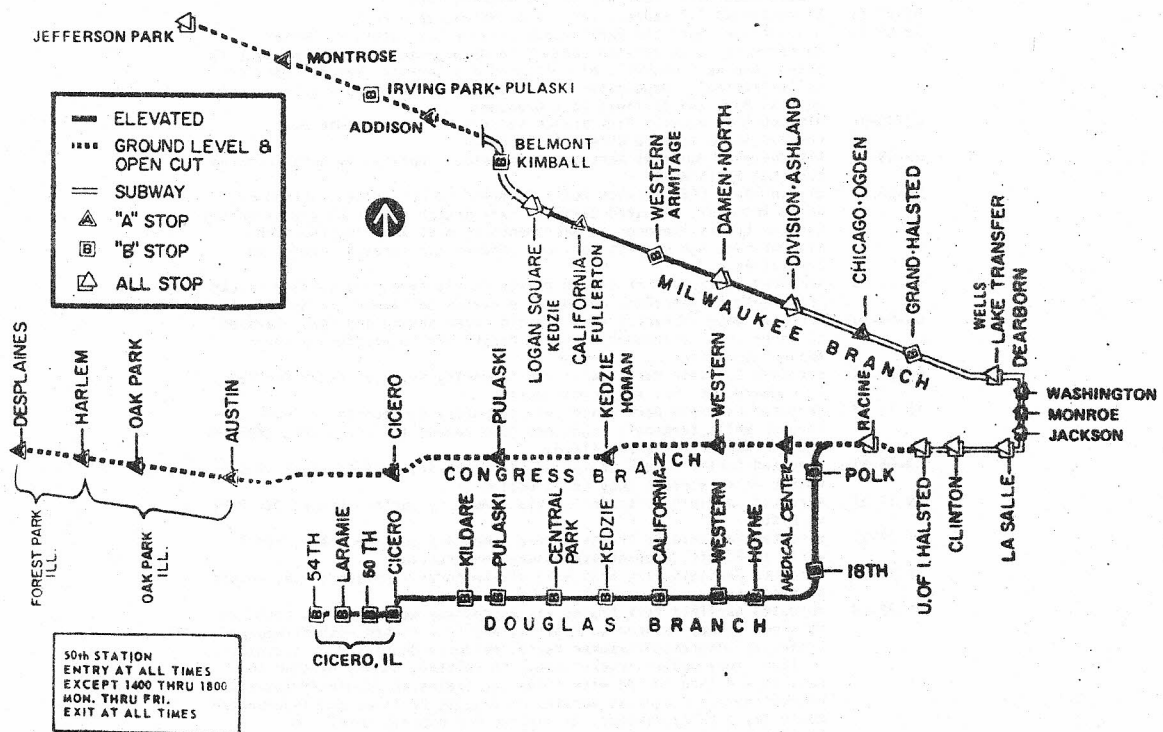 JEFFERSON PARK
MONTROSE
IRVING PARK- PULASKI
ADDISON
BELMONT
KIMBALL
ELEVATED
GROUND LEVEL &
OPEN CUT
SUBWAY
A "A" STOP
B "B" STOP
ALL STOP
LOGAN SQUARE
KEDZIE
CALIFORNIA
FULLERTON
WESTERN
ARMITAGE
DAMEN-NORTH
DIVISION-ASHLAND
CHICAGO-OGDEN
GRAND-HALSTED
WELLS
LAKE TRANSFER
DEARBORN
MILWAUKEE BRANCH
WASHINGTON
MONROE
JACKSON
DESPLAINES
HARLEM
OAK PARK
AUSTIN
CICERO
PULASKI
KEDZIE
HOMAN
WESTERN
MEDICAL CENTER
RACINE
U.OF I. HALSTED
CLINTON
LA SALLE
CONGRESS BRANCH
FOREST PARK
ILL.
OAK PARK
ILL.
POLK
18TH
54TH
LARAMIE
50 TH
CICERO
KILDARE
PULASKI
CENTRAL
PARK
KEDZIE
CALIFORNIA
WESTERN
HOYNE
DOUGLAS BRANCH
CICERO, IL.
50th STATION
ENTRY AT ALL TIMES
EXCEPT 1400 THRU 1800
MON. THRU FRI.
EXIT AT ALL TIMES